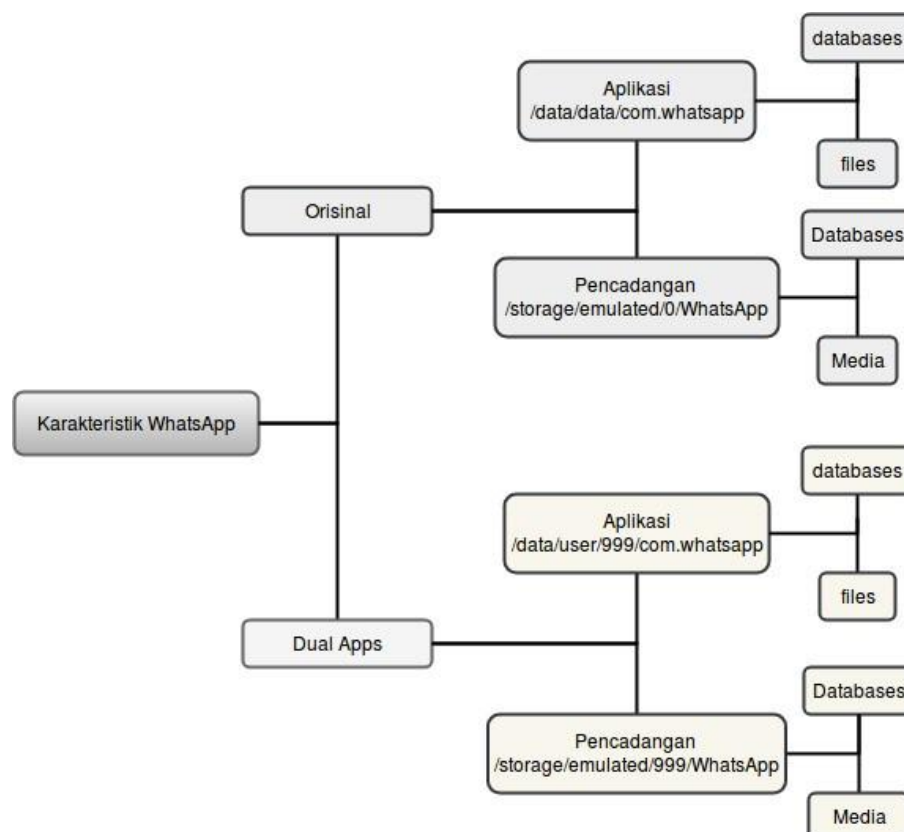 databases
Aplikasi
/data/data/com.whatsapp
files
Orisinal
Databases
Pencadangan
/storage/emulated/0/WhatsApp
Media
Karakteristik WhatsApp
databases
Aplikasi
/data/user/999/com.whatsapp
files
Dual Apps
Databases
Pencadangan
/storage/emulated/999/WhatsApp
Media